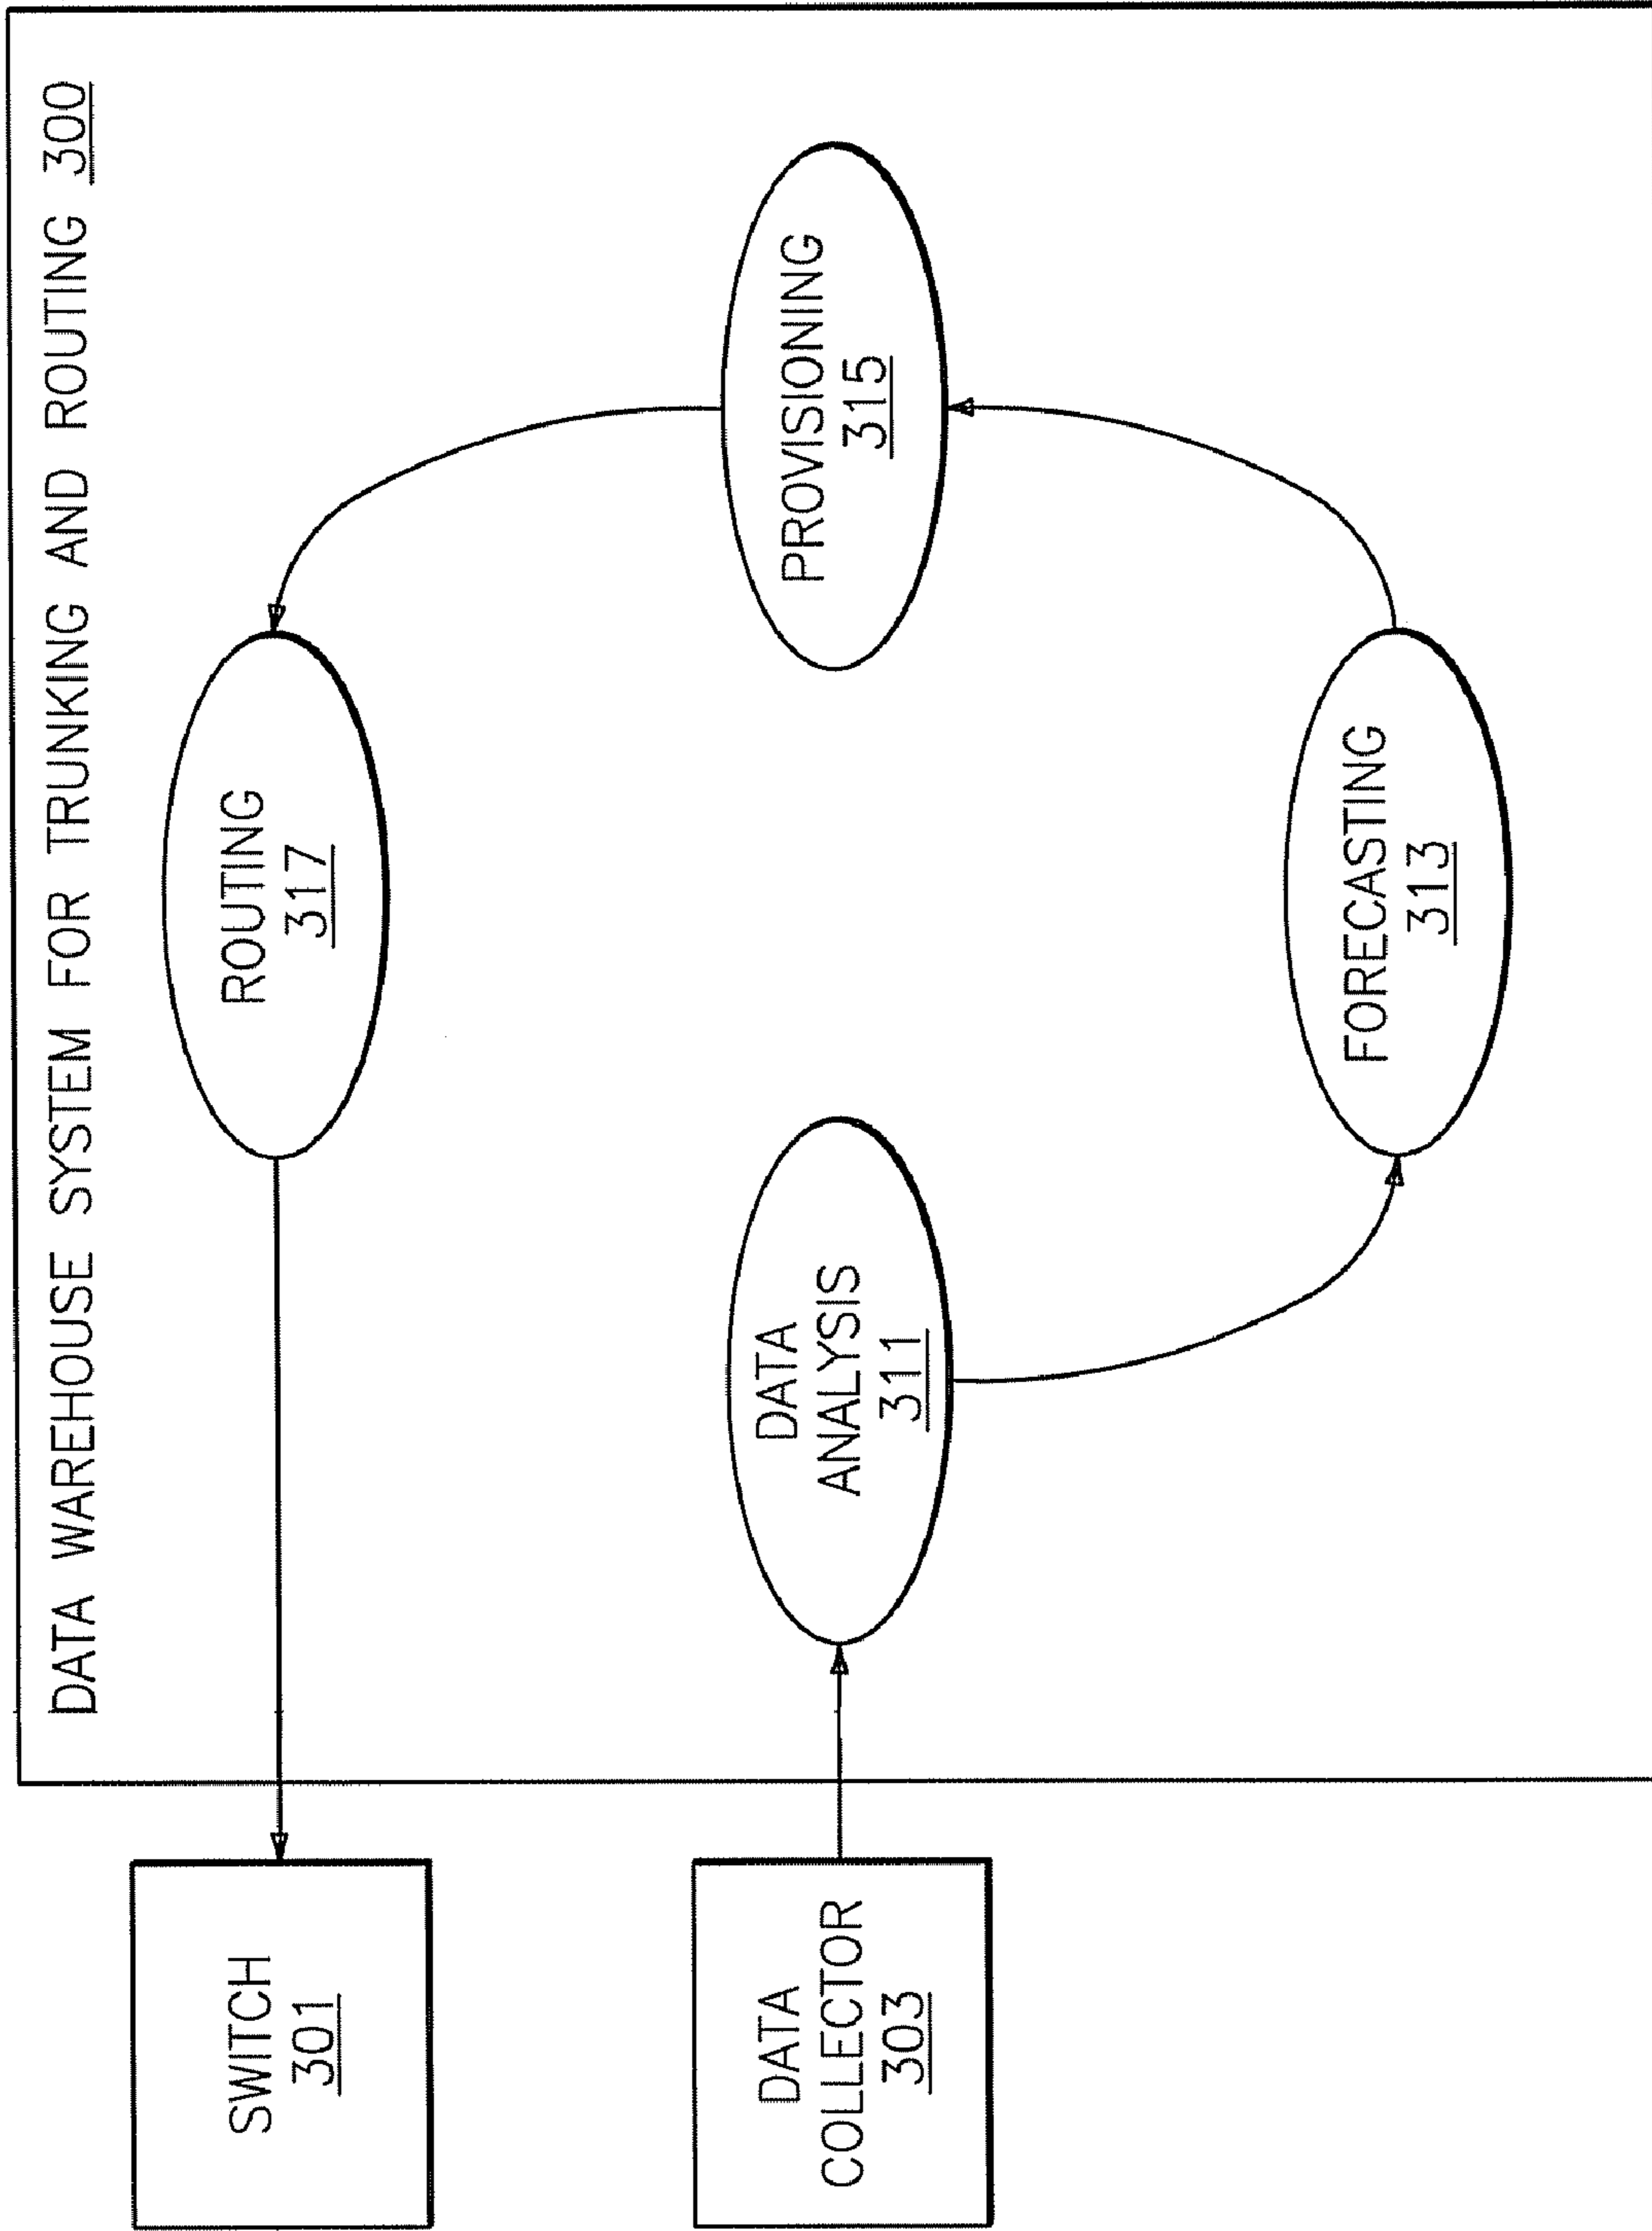 DATA WAREHOUSE SYSTEM FOR TRUNKING AND ROUTING 300
SWITCH
301
ROUTING
317
DATA
COLLECTOR
303
DATA
ANALYSIS
311
PROVISIONING
315
FORECASTING
313